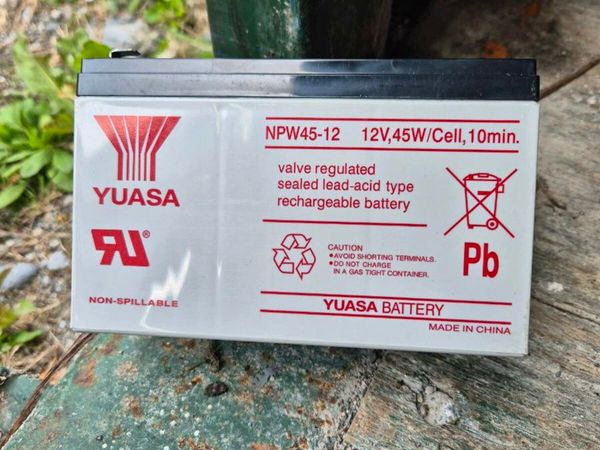 YUASA
NON-SPILLABLE
NPW45-12 12V,45W/Cell,10min.
valve regulated
sealed lead-acid type
rechargeable battery
CAUTION
•AVOID SHORTING TERMINALS.
•DO NOT CHARGE
IN A GAS TIGHT CONTAINER.
Pb
YUASA BATTERY
MADE IN CHINA